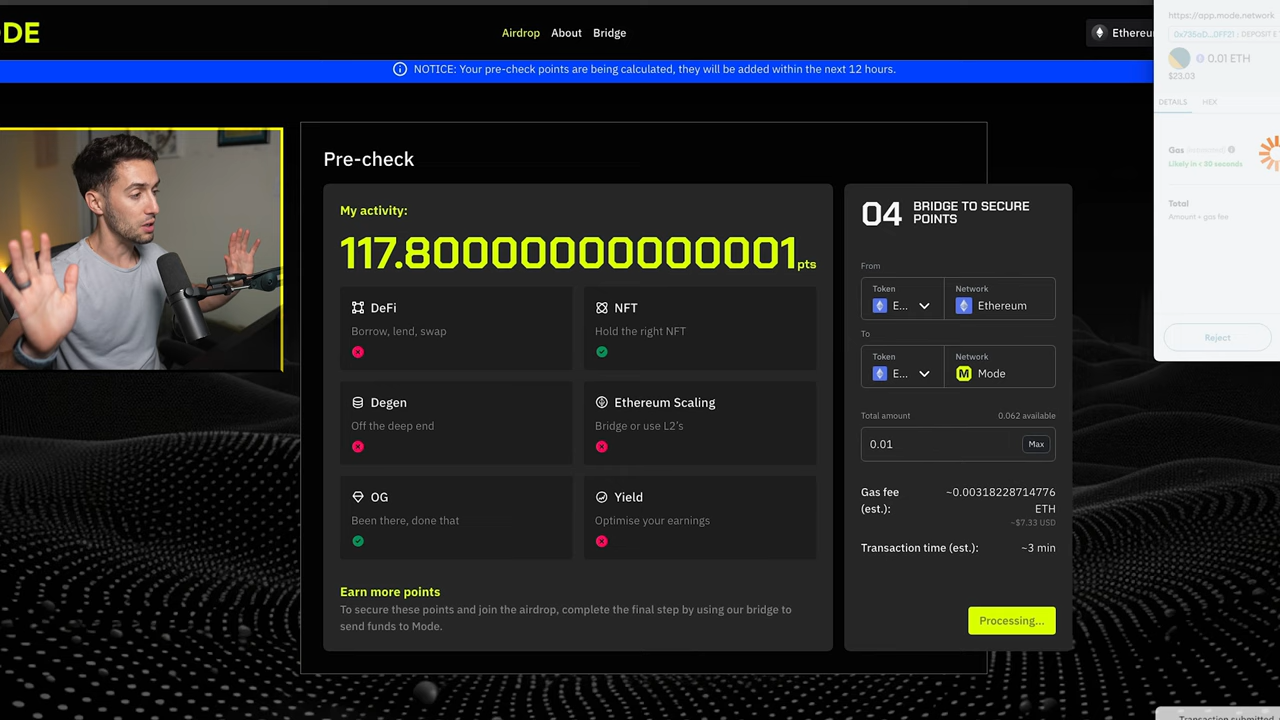 ODE
Airdrop About Bridge Ethereu
NOTICE: Your pre-check points are being calculated, they will be added within the next 12 hours.
Pre-check
My activity:
117.80000000000001pts
DeFi
Borrow, lend, swap
NFT
Hold the right NFT
Degen
Off the deep end
Ethereum Scaling
Bridge or use L2's
OG
Been there, done that
Yield
Optimise your earnings
Earn more points
To secure these points and join the airdrop, complete the final step by using our bridge to
send funds to Mode.
04 BRIDGE TO SECURE
POINTS
From
Token Network
E... Ethereum
To
Token Network
E... Mode
Total amount 0.062 available
0.01 Max
Gas fee ~0.00318228714776
(est.): ETH
~$7.33 USD
Transaction time (est.): ~3 min
Processing...
https://app.mode.network
: DEPOSIT E
0.01 ETH
$23.03
DETAILS HEX
Gas
Likely in < 30 seconds
Total
Amount + gas fee
Reject
Transaction submitted